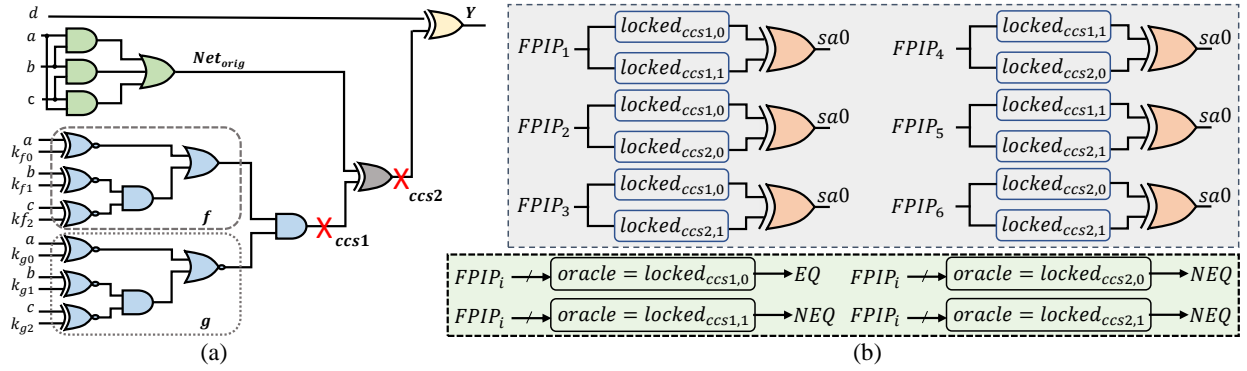 d
Y
a
b
c
Net_orig
a
k_f0
b
k_f1
c
kf_2
f
ccs2
ccs1
a
k_g0
b
k_g1
c
k_g2
g
(a)
FPIP_1
locked_ccs1,0
locked_ccs1,1
sa0
FPIP_2
locked_ccs1,0
locked_ccs2,0
sa0
FPIP_3
locked_ccs1,0
locked_ccs2,1
sa0
FPIP_4
locked_ccs1,1
locked_ccs2,0
sa0
FPIP_5
locked_ccs1,1
locked_ccs2,1
sa0
FPIP_6
locked_ccs2,0
locked_ccs2,1
sa0
FPIP_i oracle = locked_ccs1,0 EQ
FPIP_i oracle = locked_ccs2,0 NEQ
FPIP_i oracle = locked_ccs1,1 NEQ
FPIP_i oracle = locked_ccs2,1 NEQ
(b)